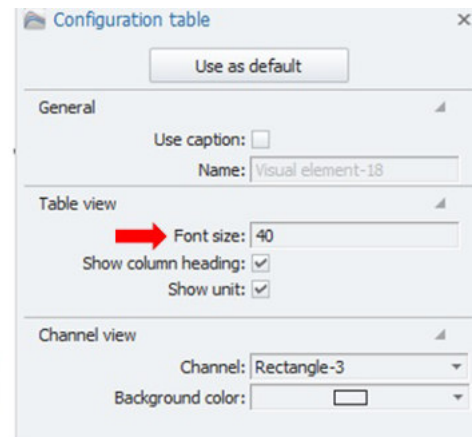 Configuration table
Use as default
General
Use caption:
Name: Visual element-18
Table view
Font size: 40
Show column heading:
Show unit:
Channel view
Channel: Rectangle-3
Background color: